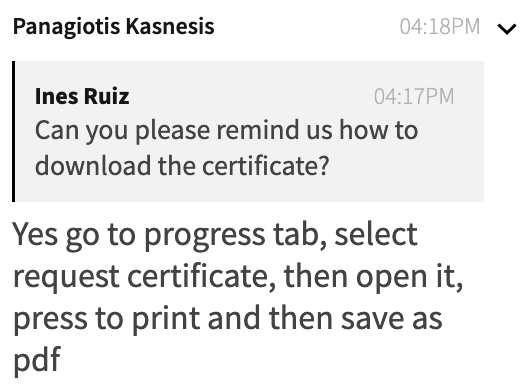 Panagiotis Kasnesis 04:18PM
Ines Ruiz 04:17PM
Can you please remind us how to
download the certificate?
Yes go to progress tab, select
request certificate, then open it,
press to print and then save as
pdf